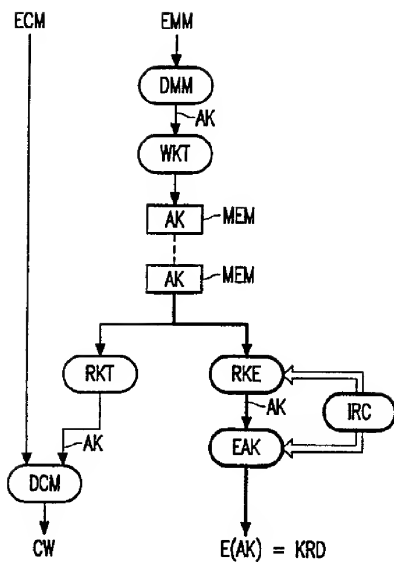 ECM EMM
DMM
AK
WKT
AK MEM
AK MEM
RKT RKE
AK IRC
AK EAK
DCM
CW E(AK) = KRD